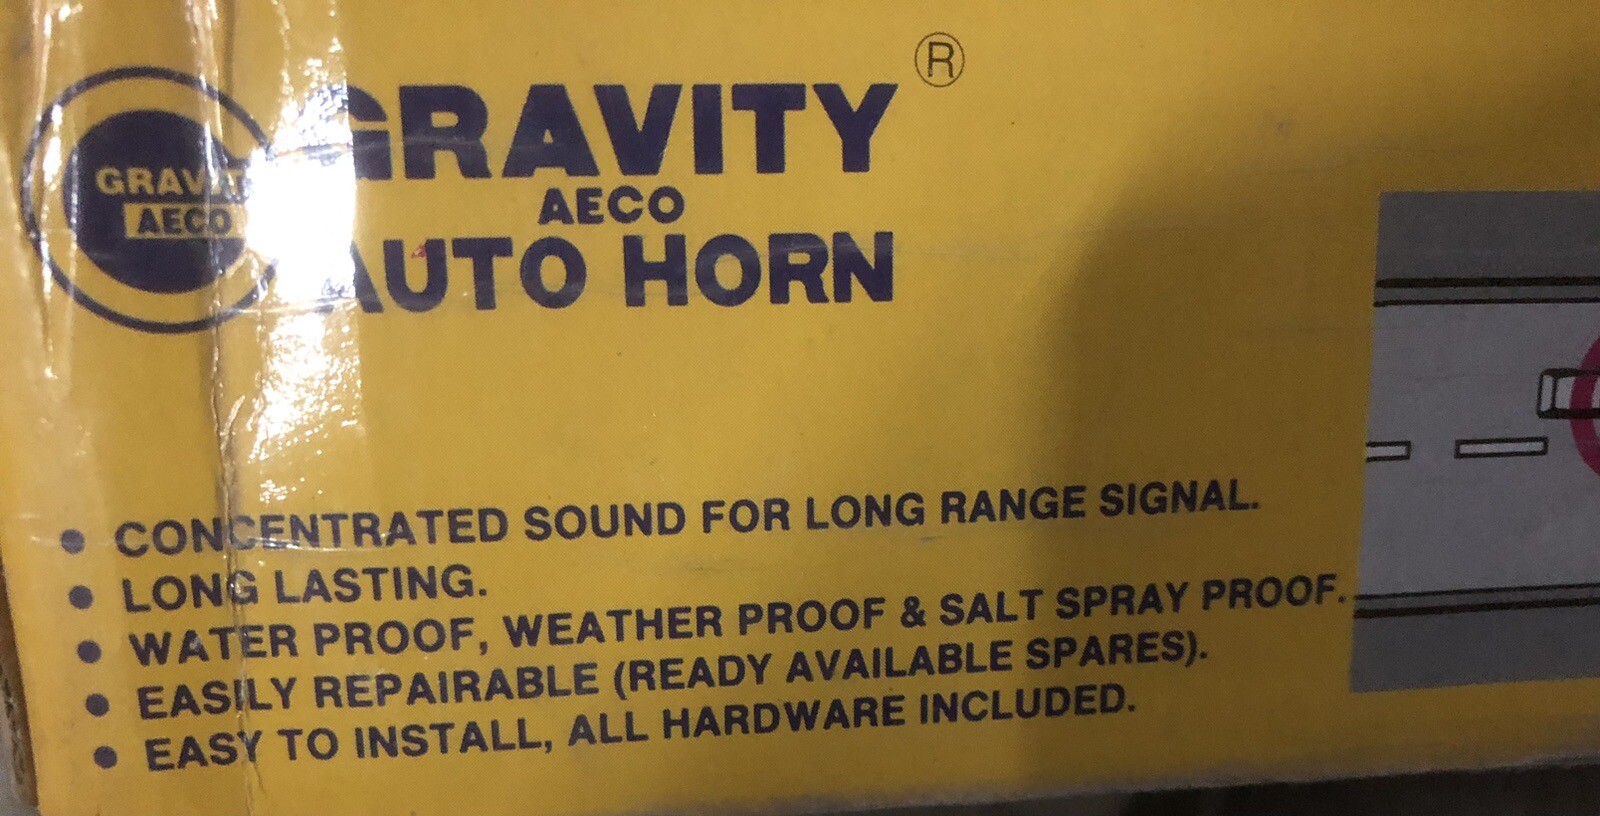 GRAVITY
AECO
GRAVITY ®
AECO
AUTO HORN
• CONCENTRATED SOUND FOR LONG RANGE SIGNAL.
• LONG LASTING.
• WATER PROOF, WEATHER PROOF & SALT SPRAY PROOF.
• EASILY REPAIRABLE (READY AVAILABLE SPARES).
• EASY TO INSTALL, ALL HARDWARE INCLUDED.